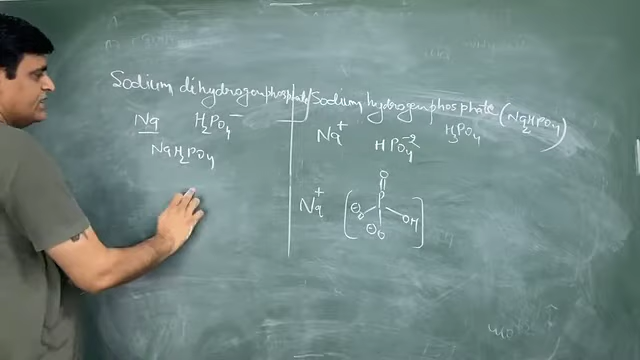 Sodium dihydrogenphosphate/Sodium hydrogenphosphate (Na2HPO4)
Na H2PO4-
NaH2PO4
Na+ HPO4-2 H3PO4
Na+ [ O P OH ⊖O ⊖O ]